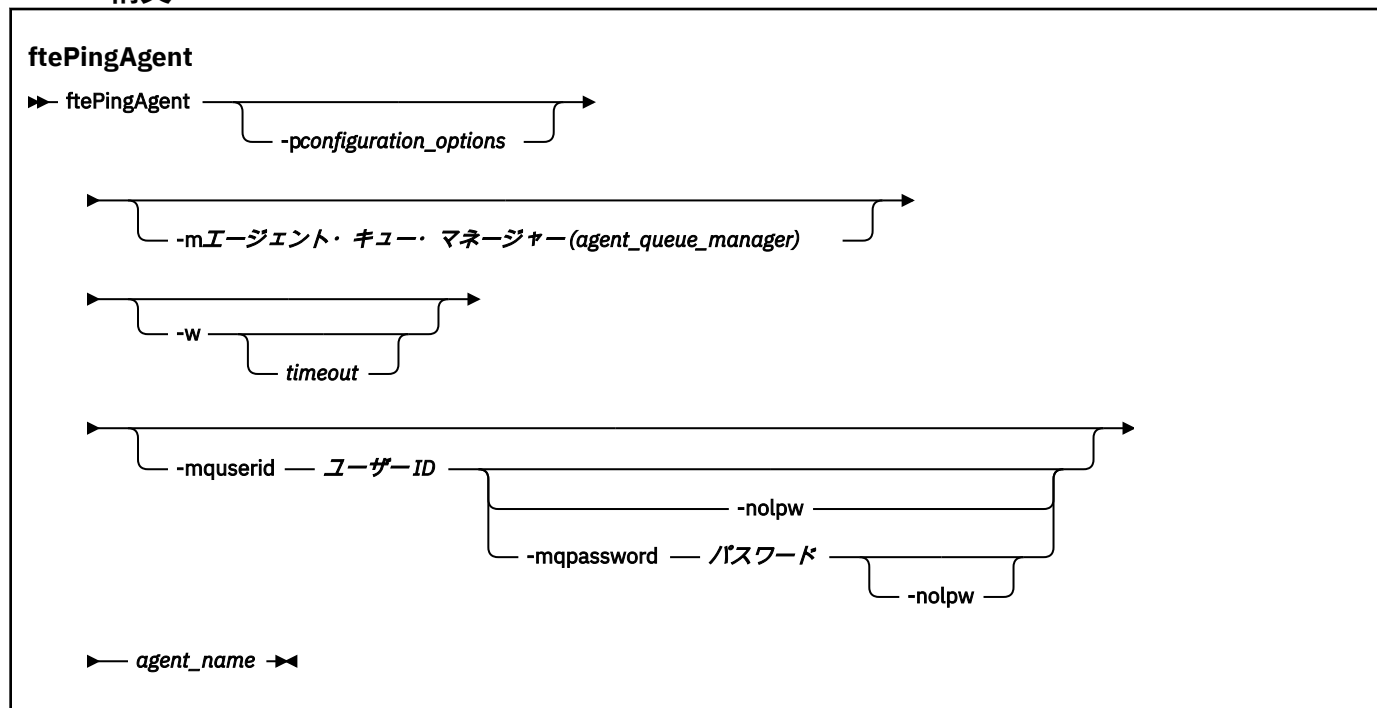 ftePingAgent
ftePingAgent
-pconfiguration_options
-mエージェント・キュー・マネージャー(agent_queue_manager)
-w
timeout
-mquserid ユーザーID
-nolpw
-mqpassword パスワード
-nolpw
agent_name